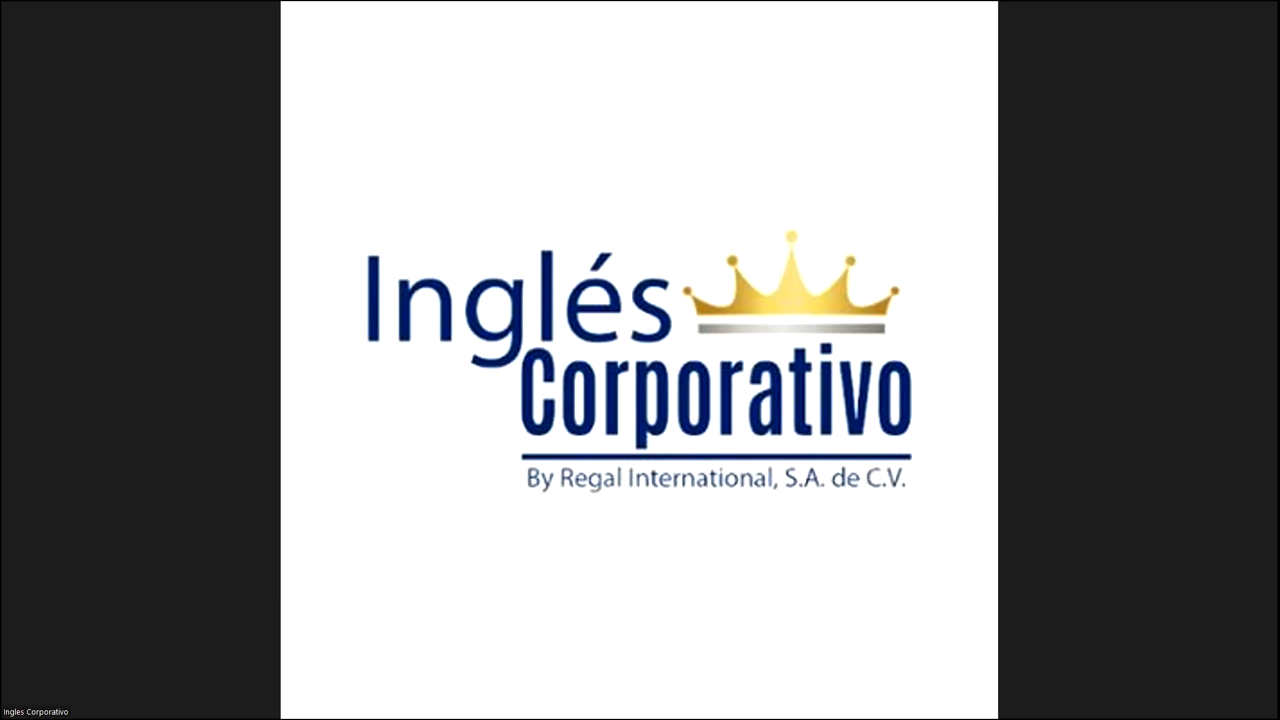 Inglés
Corporativo
By Regal International, S.A. de C.V.
Ingles Corporativo